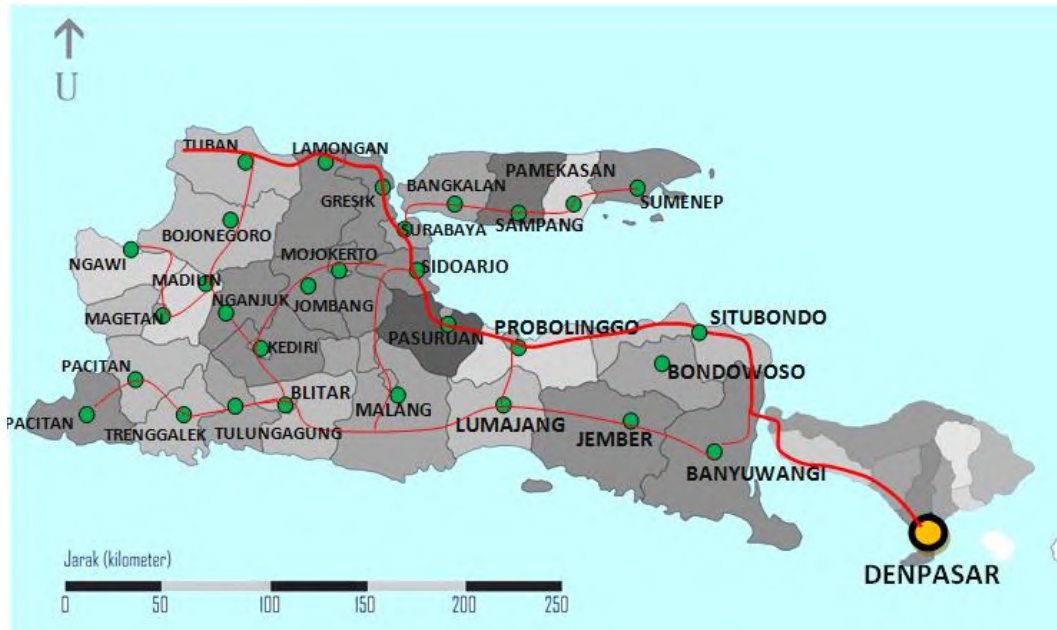 U
TUBAN
LAMONGAN
GRESIK
BANGKALAN
PAMEKASAN
SUMENEP
SAMPANG
SURABAYA
BOJONEGORO
NGAWI
MADIUN
MOJOKERTO
SIDOARJO
NGANJUK
JOMBANG
MAGETAN
PASURUAN
PROBOLINGGO
SITUBONDO
KEDIRI
PACITAN
BONDOWOSO
BLITAR
MALANG
PACITAN
TRENGGALEK
TULUNGAGUNG
LUMAJANG
JEMBER
BANYUWANGI
DENPASAR
Jarak (kilometer)
0 50 100 150 200 250